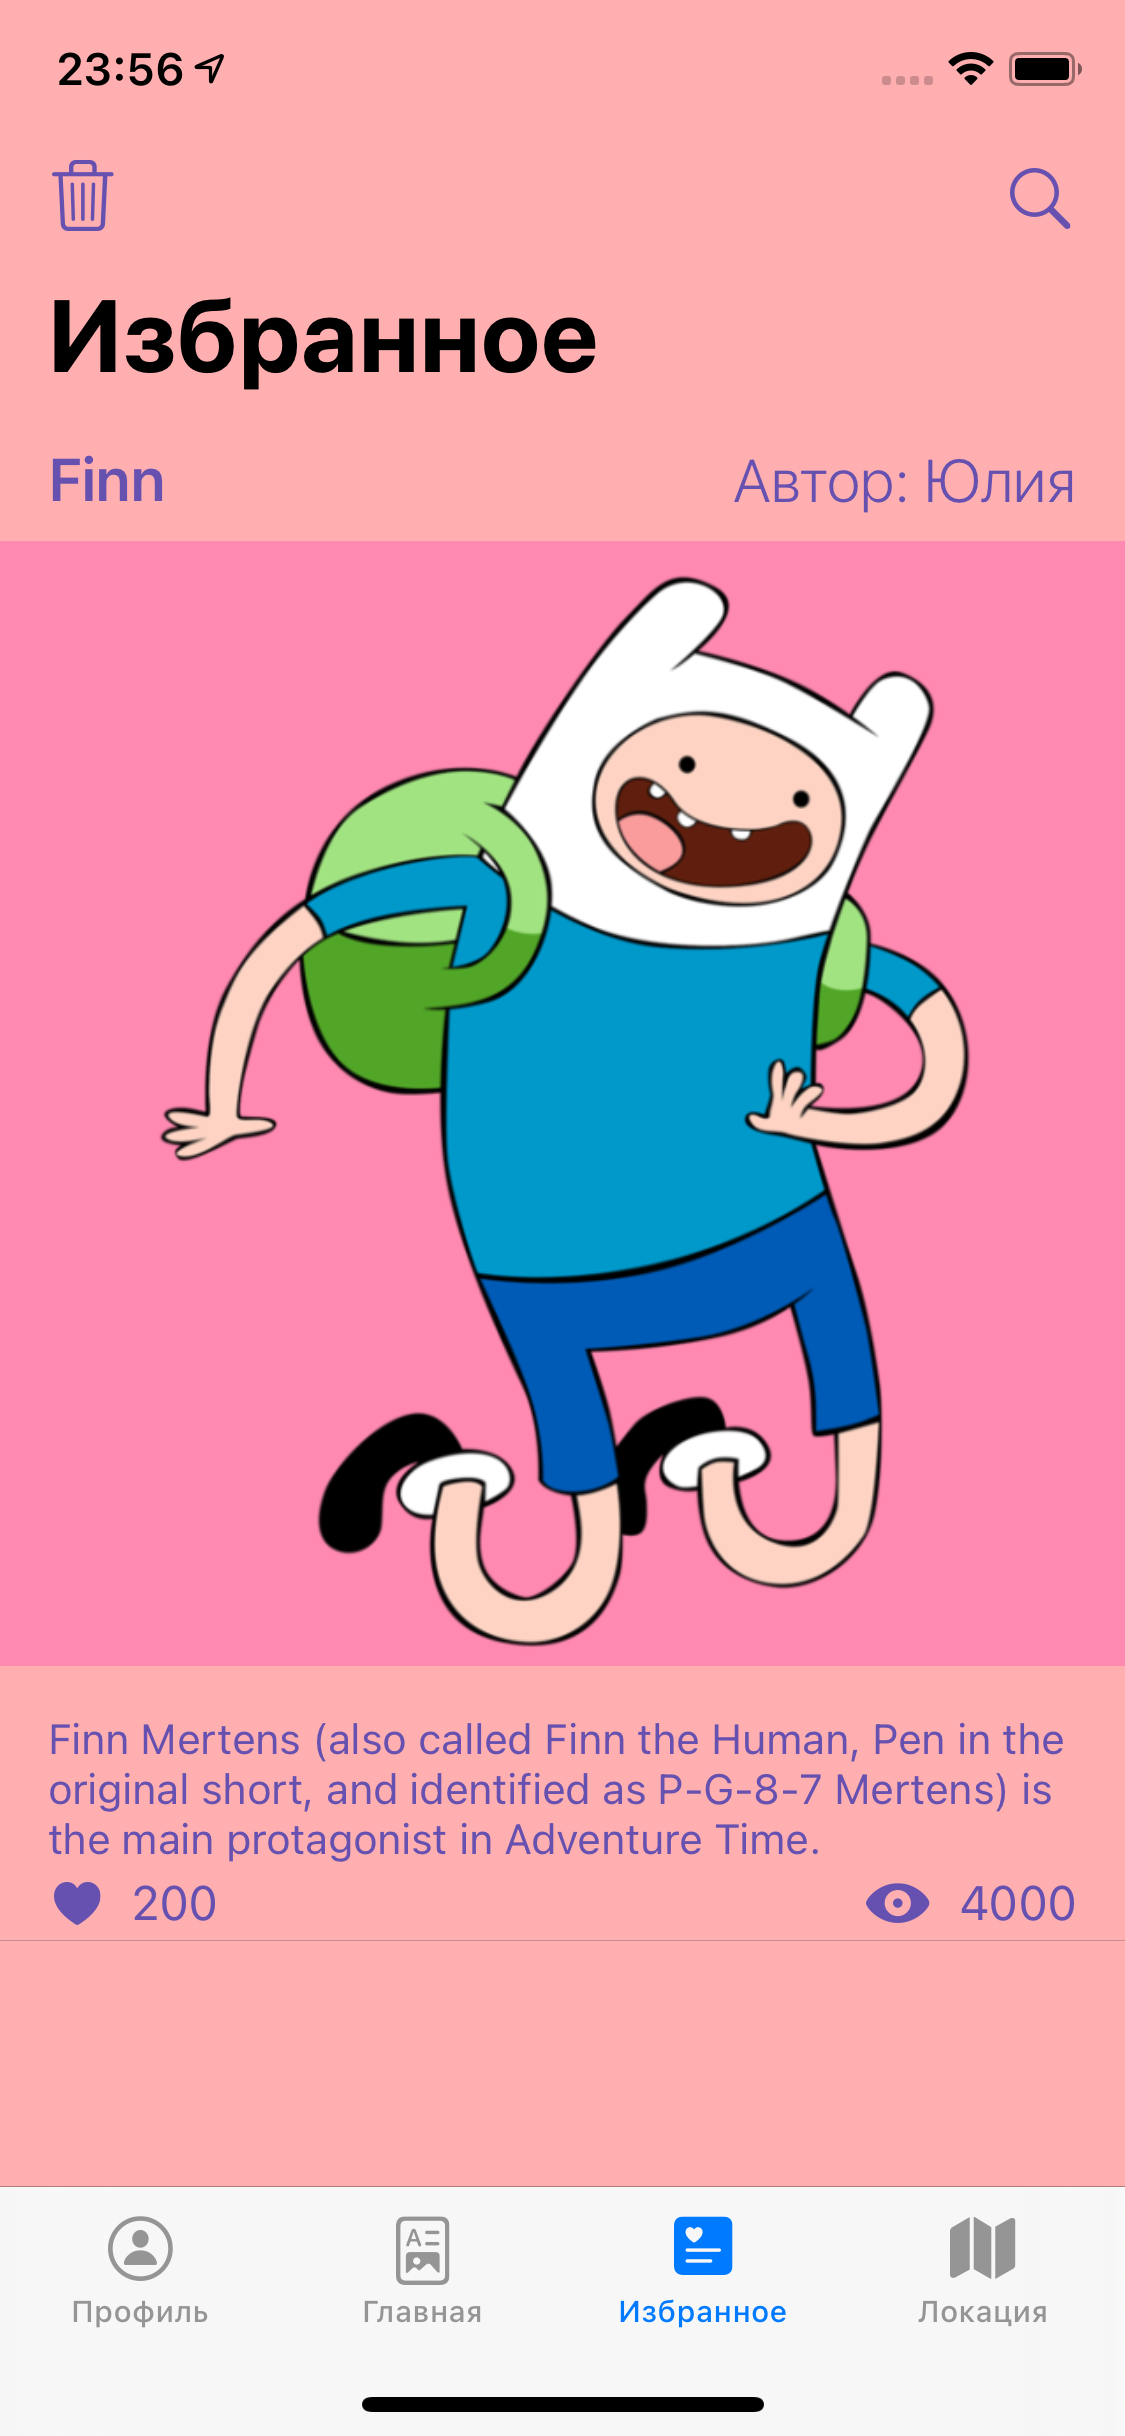 23:56
Избранное
Finn
Автор: Юлия
Finn Mertens (also called Finn the Human, Pen in the
original short, and identified as P-G-8-7 Mertens) is
the main protagonist in Adventure Time.
200
4000
Профиль
Главная
Избранное
Локация